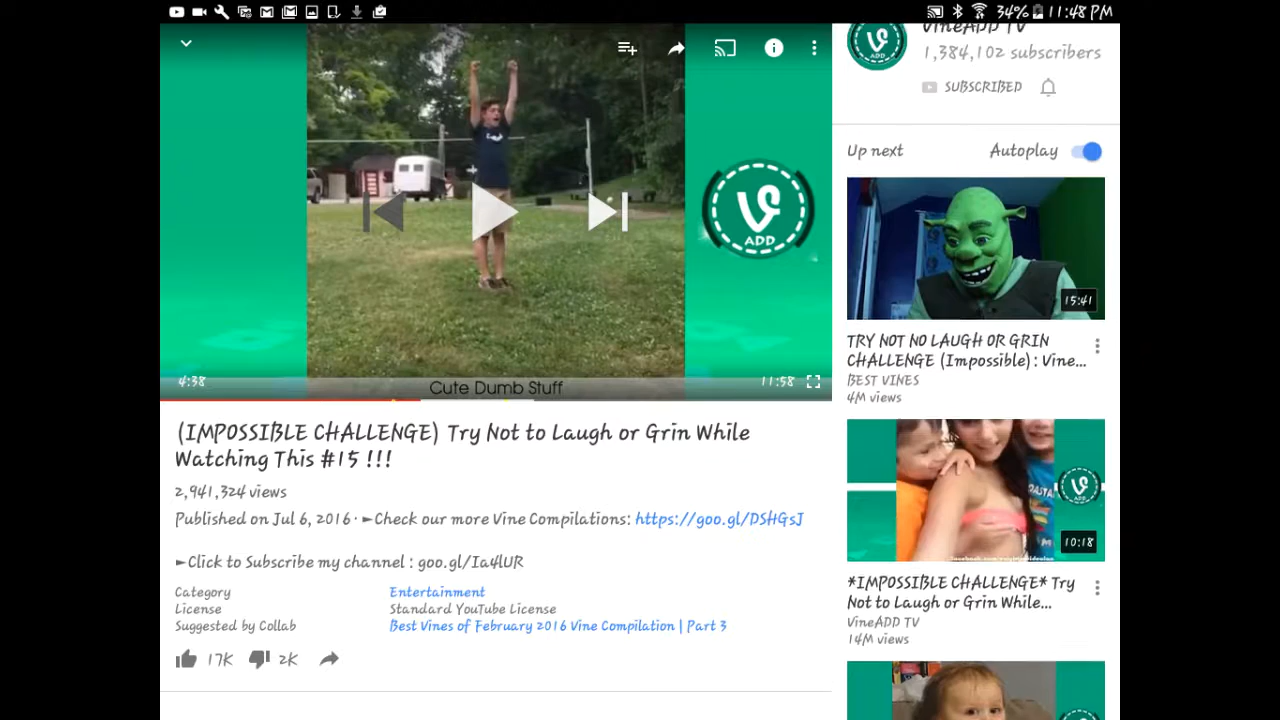 34% 11:48 PM
VineADD TV
1,384,102 subscribers
SUBSCRIBED
Up next
Autoplay
ADD
4:38
11:58
Cute Dumb Stuff
(IMPOSSIBLE CHALLENGE) Try Not to Laugh or Grin While
Watching This #15 !!!
2,941,324 views
Published on Jul 6, 2016 · ►Check our more Vine Compilations: https://goo.gl/DSHGsJ
►Click to Subscribe my channel : goo.gl/Ia4lUR
Category Entertainment
License Standard YouTube License
Suggested by Collab Best Vines of February 2016 Vine Compilation | Part 3
17K 2K
15:41
TRY NOT NO LAUGH OR GRIN
CHALLENGE (Impossible) : Vine...
BEST VINES
4M views
10:18
*IMPOSSIBLE CHALLENGE* Try
Not to Laugh or Grin While...
VineADD TV
14M views